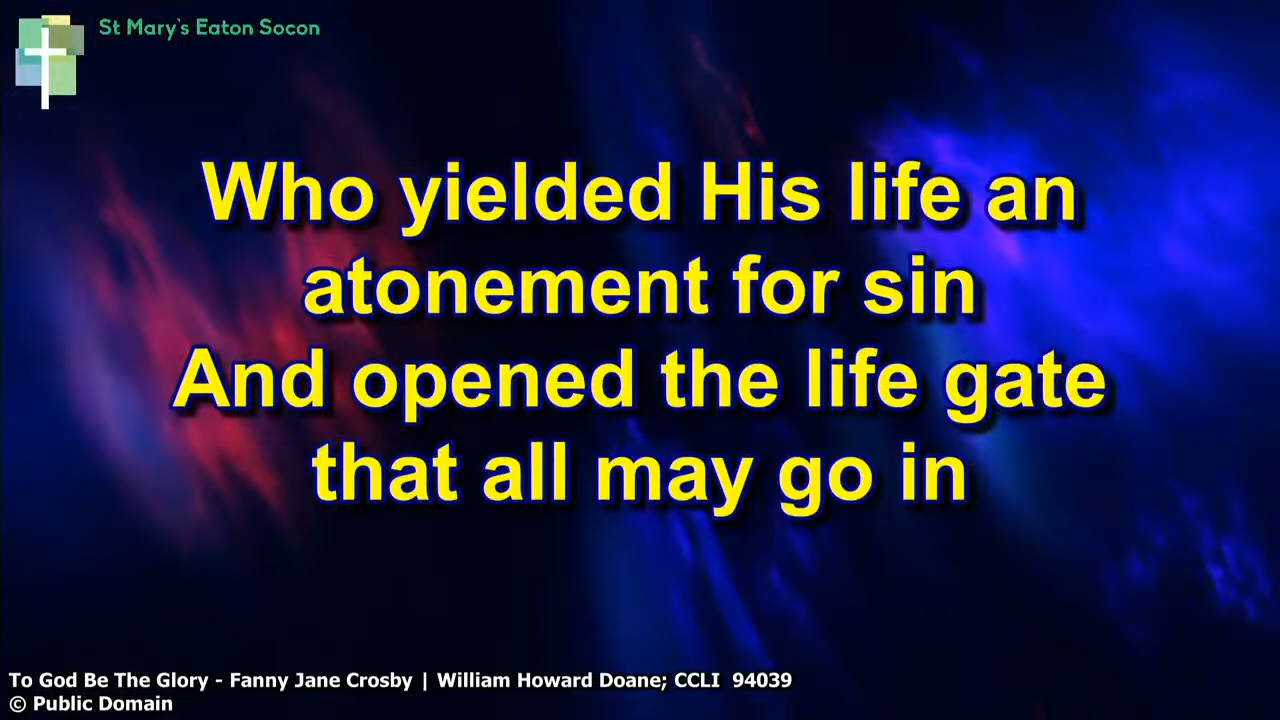 St Mary's Eaton Socon
Who yielded His life an
atonement for sin
And opened the life gate
that all may go in
To God Be The Glory - Fanny Jane Crosby | William Howard Doane; CCLI 94039
© Public Domain